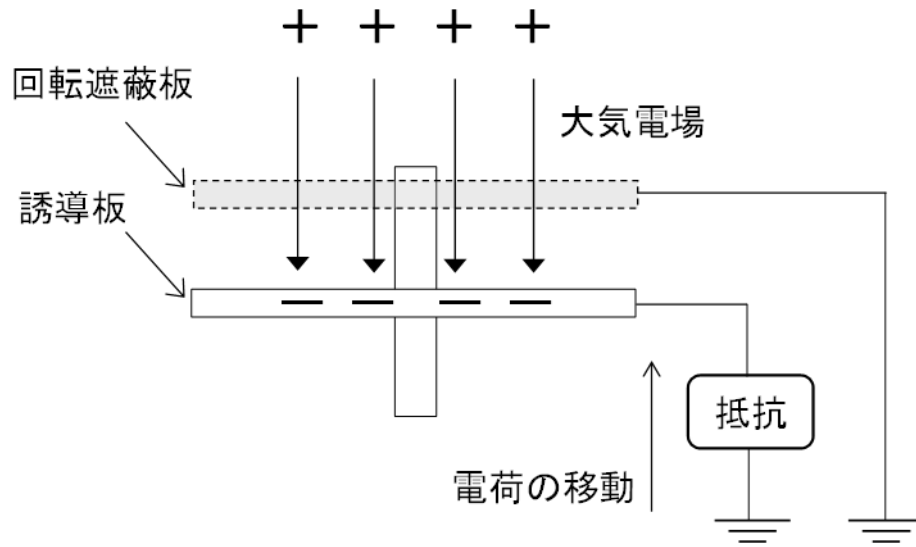 + + + +
回転遮蔽板
大気電場
誘導板
抵抗
電荷の移動